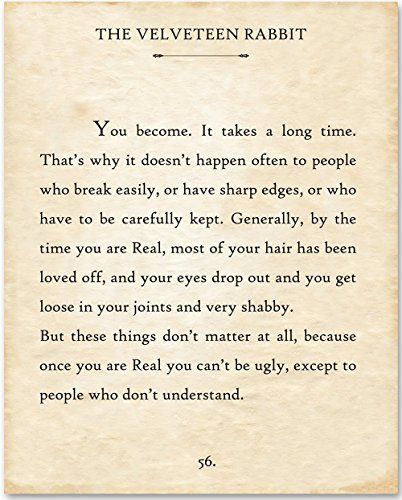 THE VELVETEEN RABBIT
You become. It takes a long time.
That's why it doesn't happen often to people
who break easily, or have sharp edges, or who
have to be carefully kept. Generally, by the
time you are Real, most of your hair has been
loved off, and your eyes drop out and you get
loose in your joints and very shabby.
But these things don't matter at all, because
once you are Real you can't be ugly, except to
people who don't understand.
56.